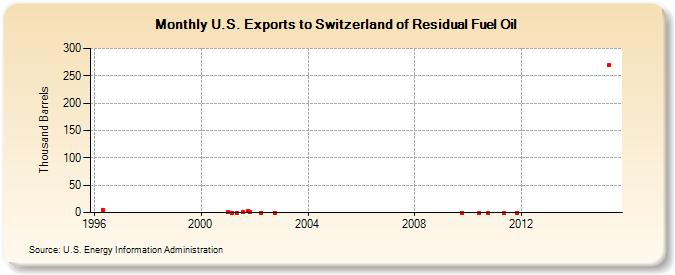 Monthly U.S. Exports to Switzerland of Residual Fuel Oil
Thousand Barrels
300
250
200
150
100
50
0
1996 2000 2004 2008 2012
Source: U.S. Energy Information Administration